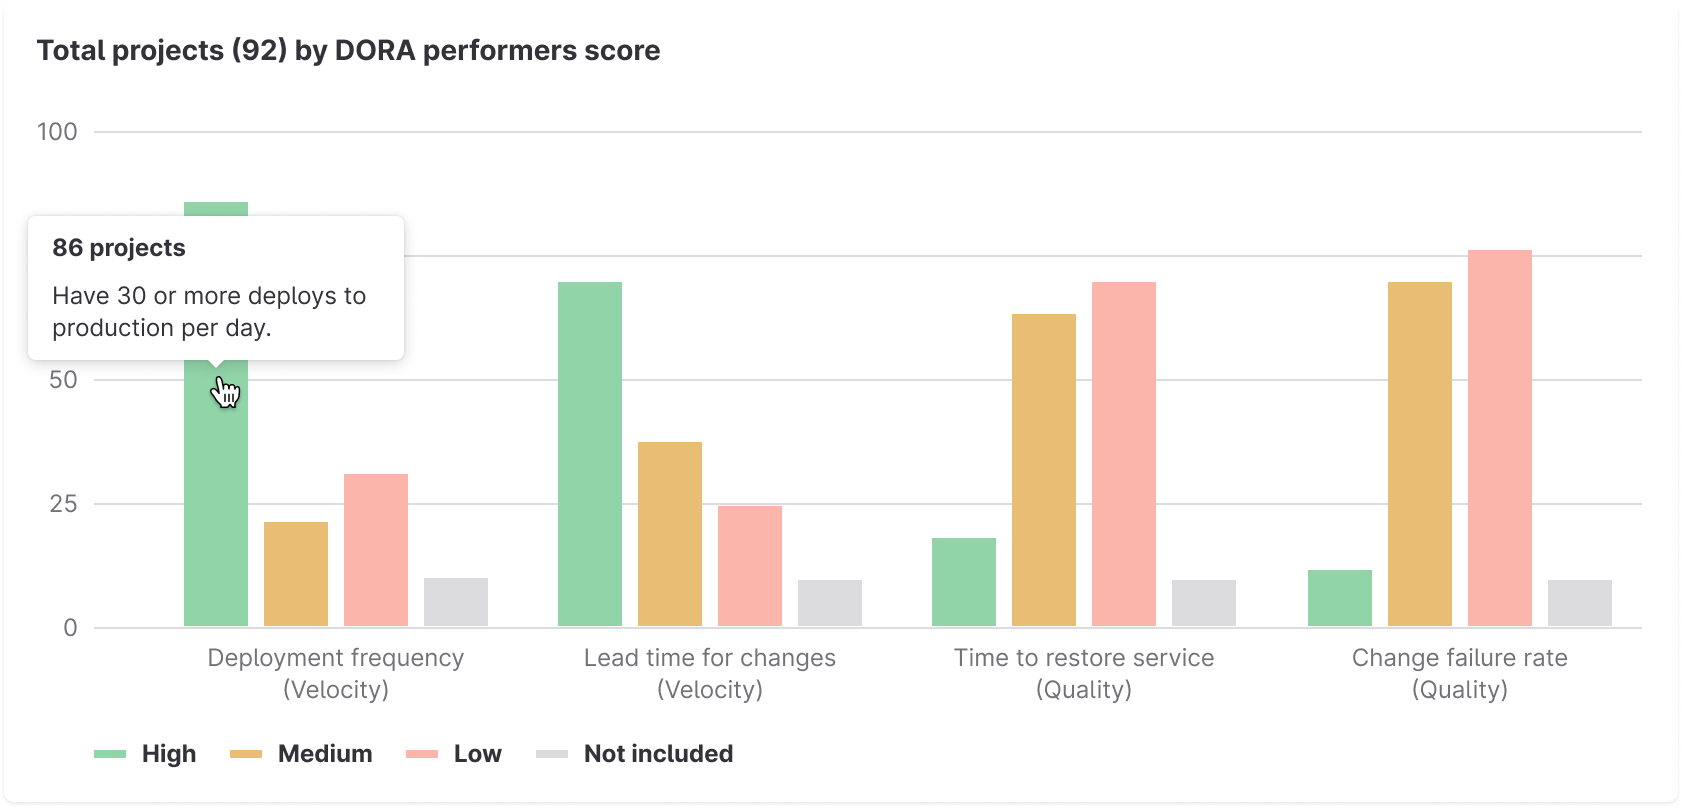 Total projects (92) by DORA performers score
100
86 projects
Have 30 or more deploys to
production per day.
50
25
0
Deployment frequency
(Velocity)
Lead time for changes
(Velocity)
Time to restore service
(Quality)
Change failure rate
(Quality)
High
Medium
Low
Not included